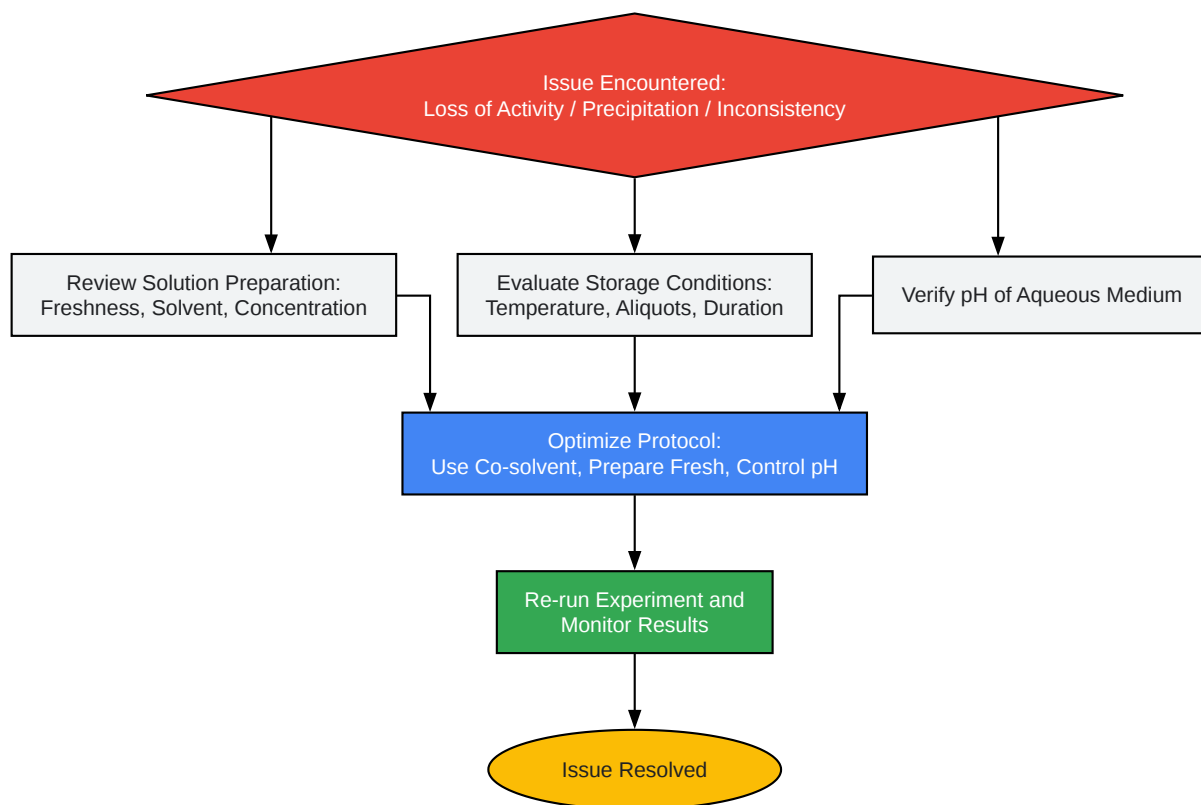 Issue Encountered:
Loss of Activity / Precipitation / Inconsistency
Review Solution Preparation:
Freshness, Solvent, Concentration
Evaluate Storage Conditions:
Temperature, Aliquots, Duration
Verify pH of Aqueous Medium
Optimize Protocol:
Use Co-solvent, Prepare Fresh, Control pH
Re-run Experiment and
Monitor Results
Issue Resolved